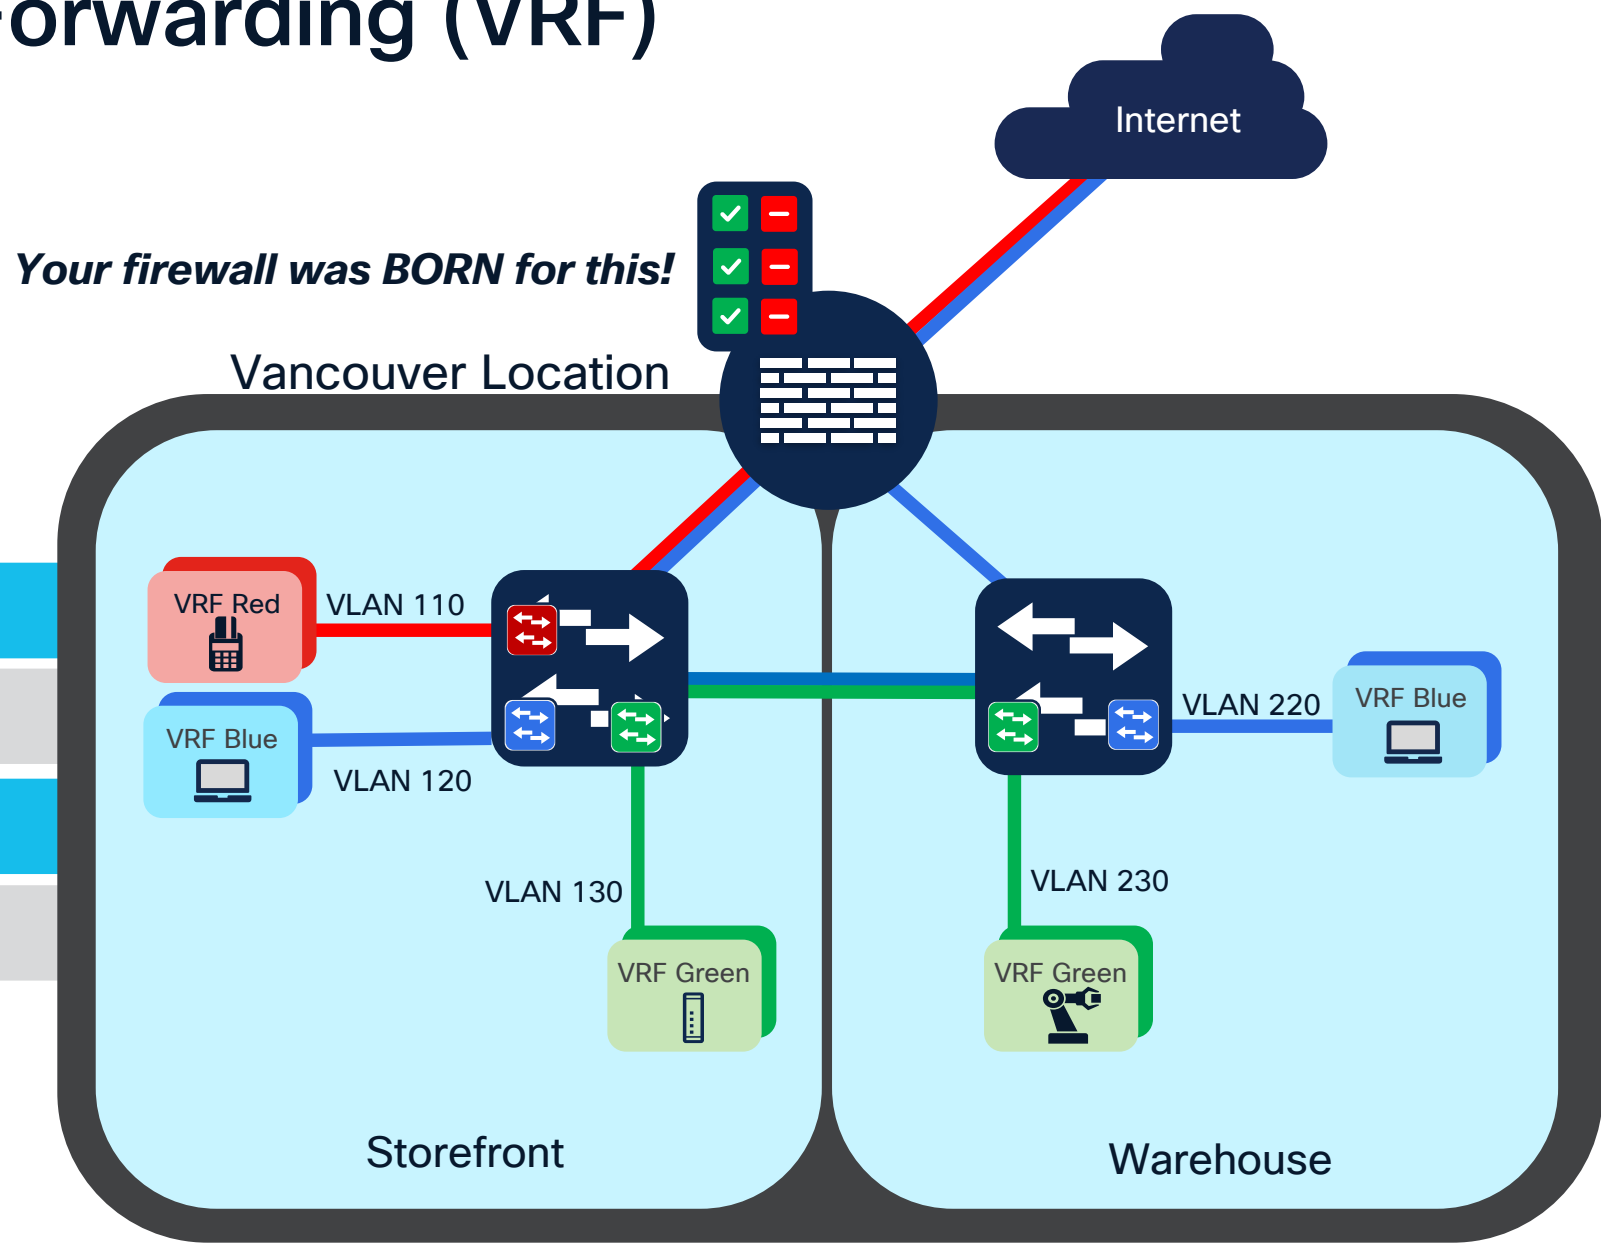 Forwarding (VRF)
Internet
Your firewall was BORN for this!
Vancouver Location
VRF Red
VLAN 110
VRF Blue
VLAN 120
VLAN 220
VRF Blue
VLAN 130
VLAN 230
VRF Green
VRF Green
Storefront
Warehouse